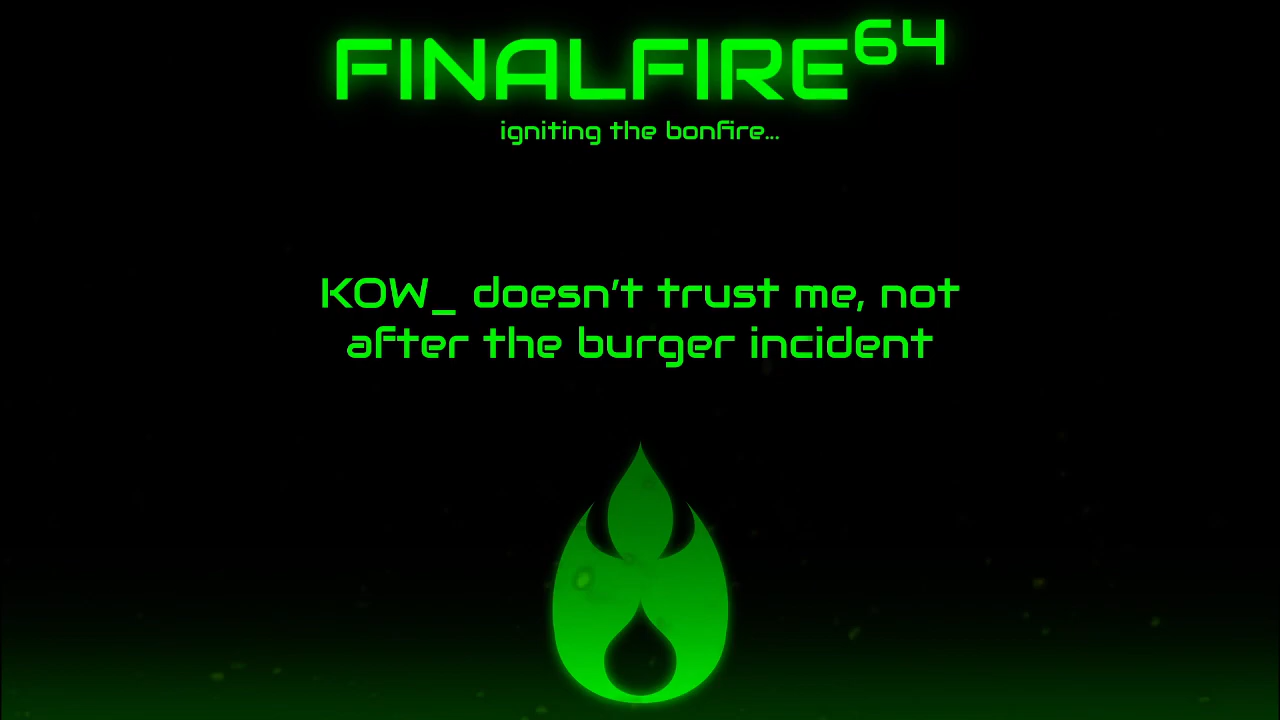 FINALFIRE64
igniting the bonfire...
KOW_ doesn't trust me, not
after the burger incident